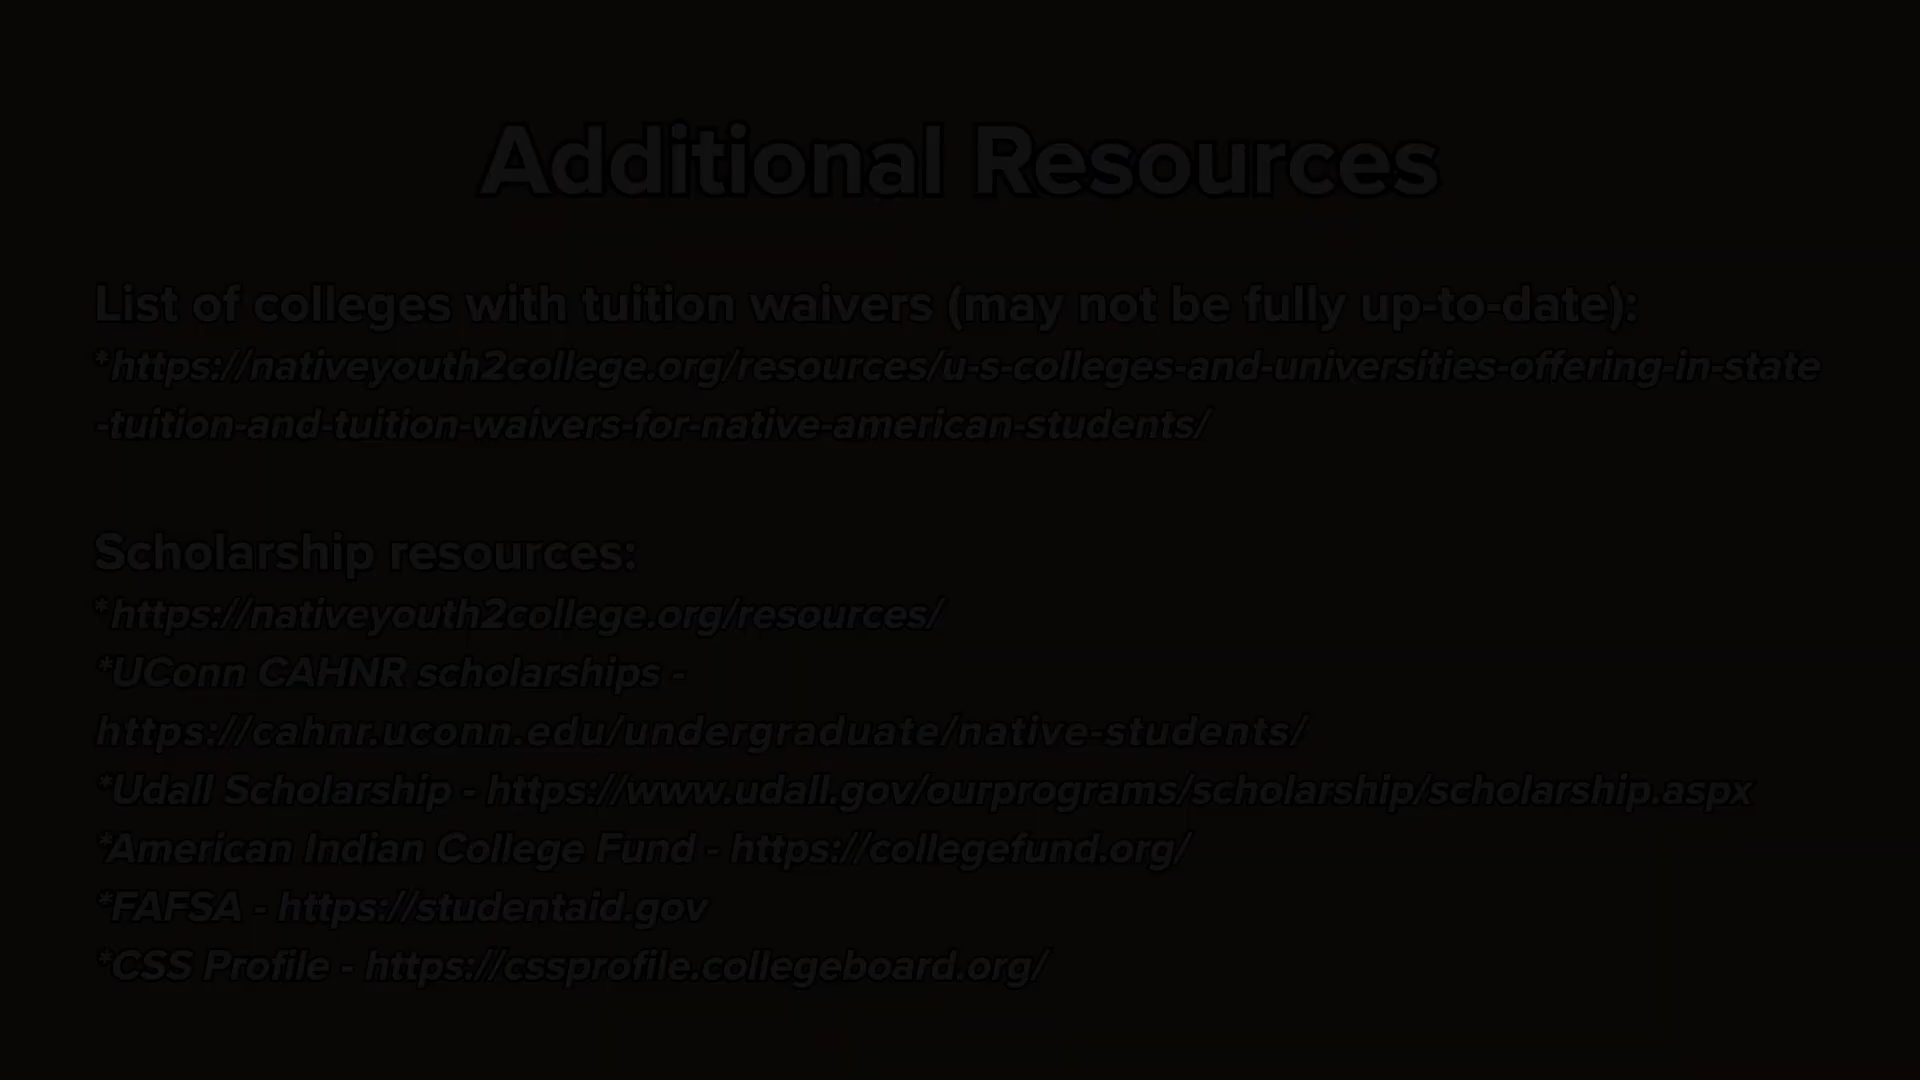 Additional Resources
List of colleges with tuition waivers (may not be fully up-to-date):
*https://nativeyouth2college.org/resources/u-s-colleges-and-universities-offering-in-state
-tuition-and-tuition-waivers-for-native-american-students/
Scholarship resources:
*https://nativeyouth2college.org/resources/
*UConn CAHNR scholarships -
https://cahnr.uconn.edu/undergraduate/native-students/
*Udall Scholarship - https://www.udall.gov/ourprograms/scholarship/scholarship.aspx
*American Indian College Fund - https://collegefund.org/
*FAFSA - https://studentaid.gov
*CSS Profile - https://cssprofile.collegeboard.org/